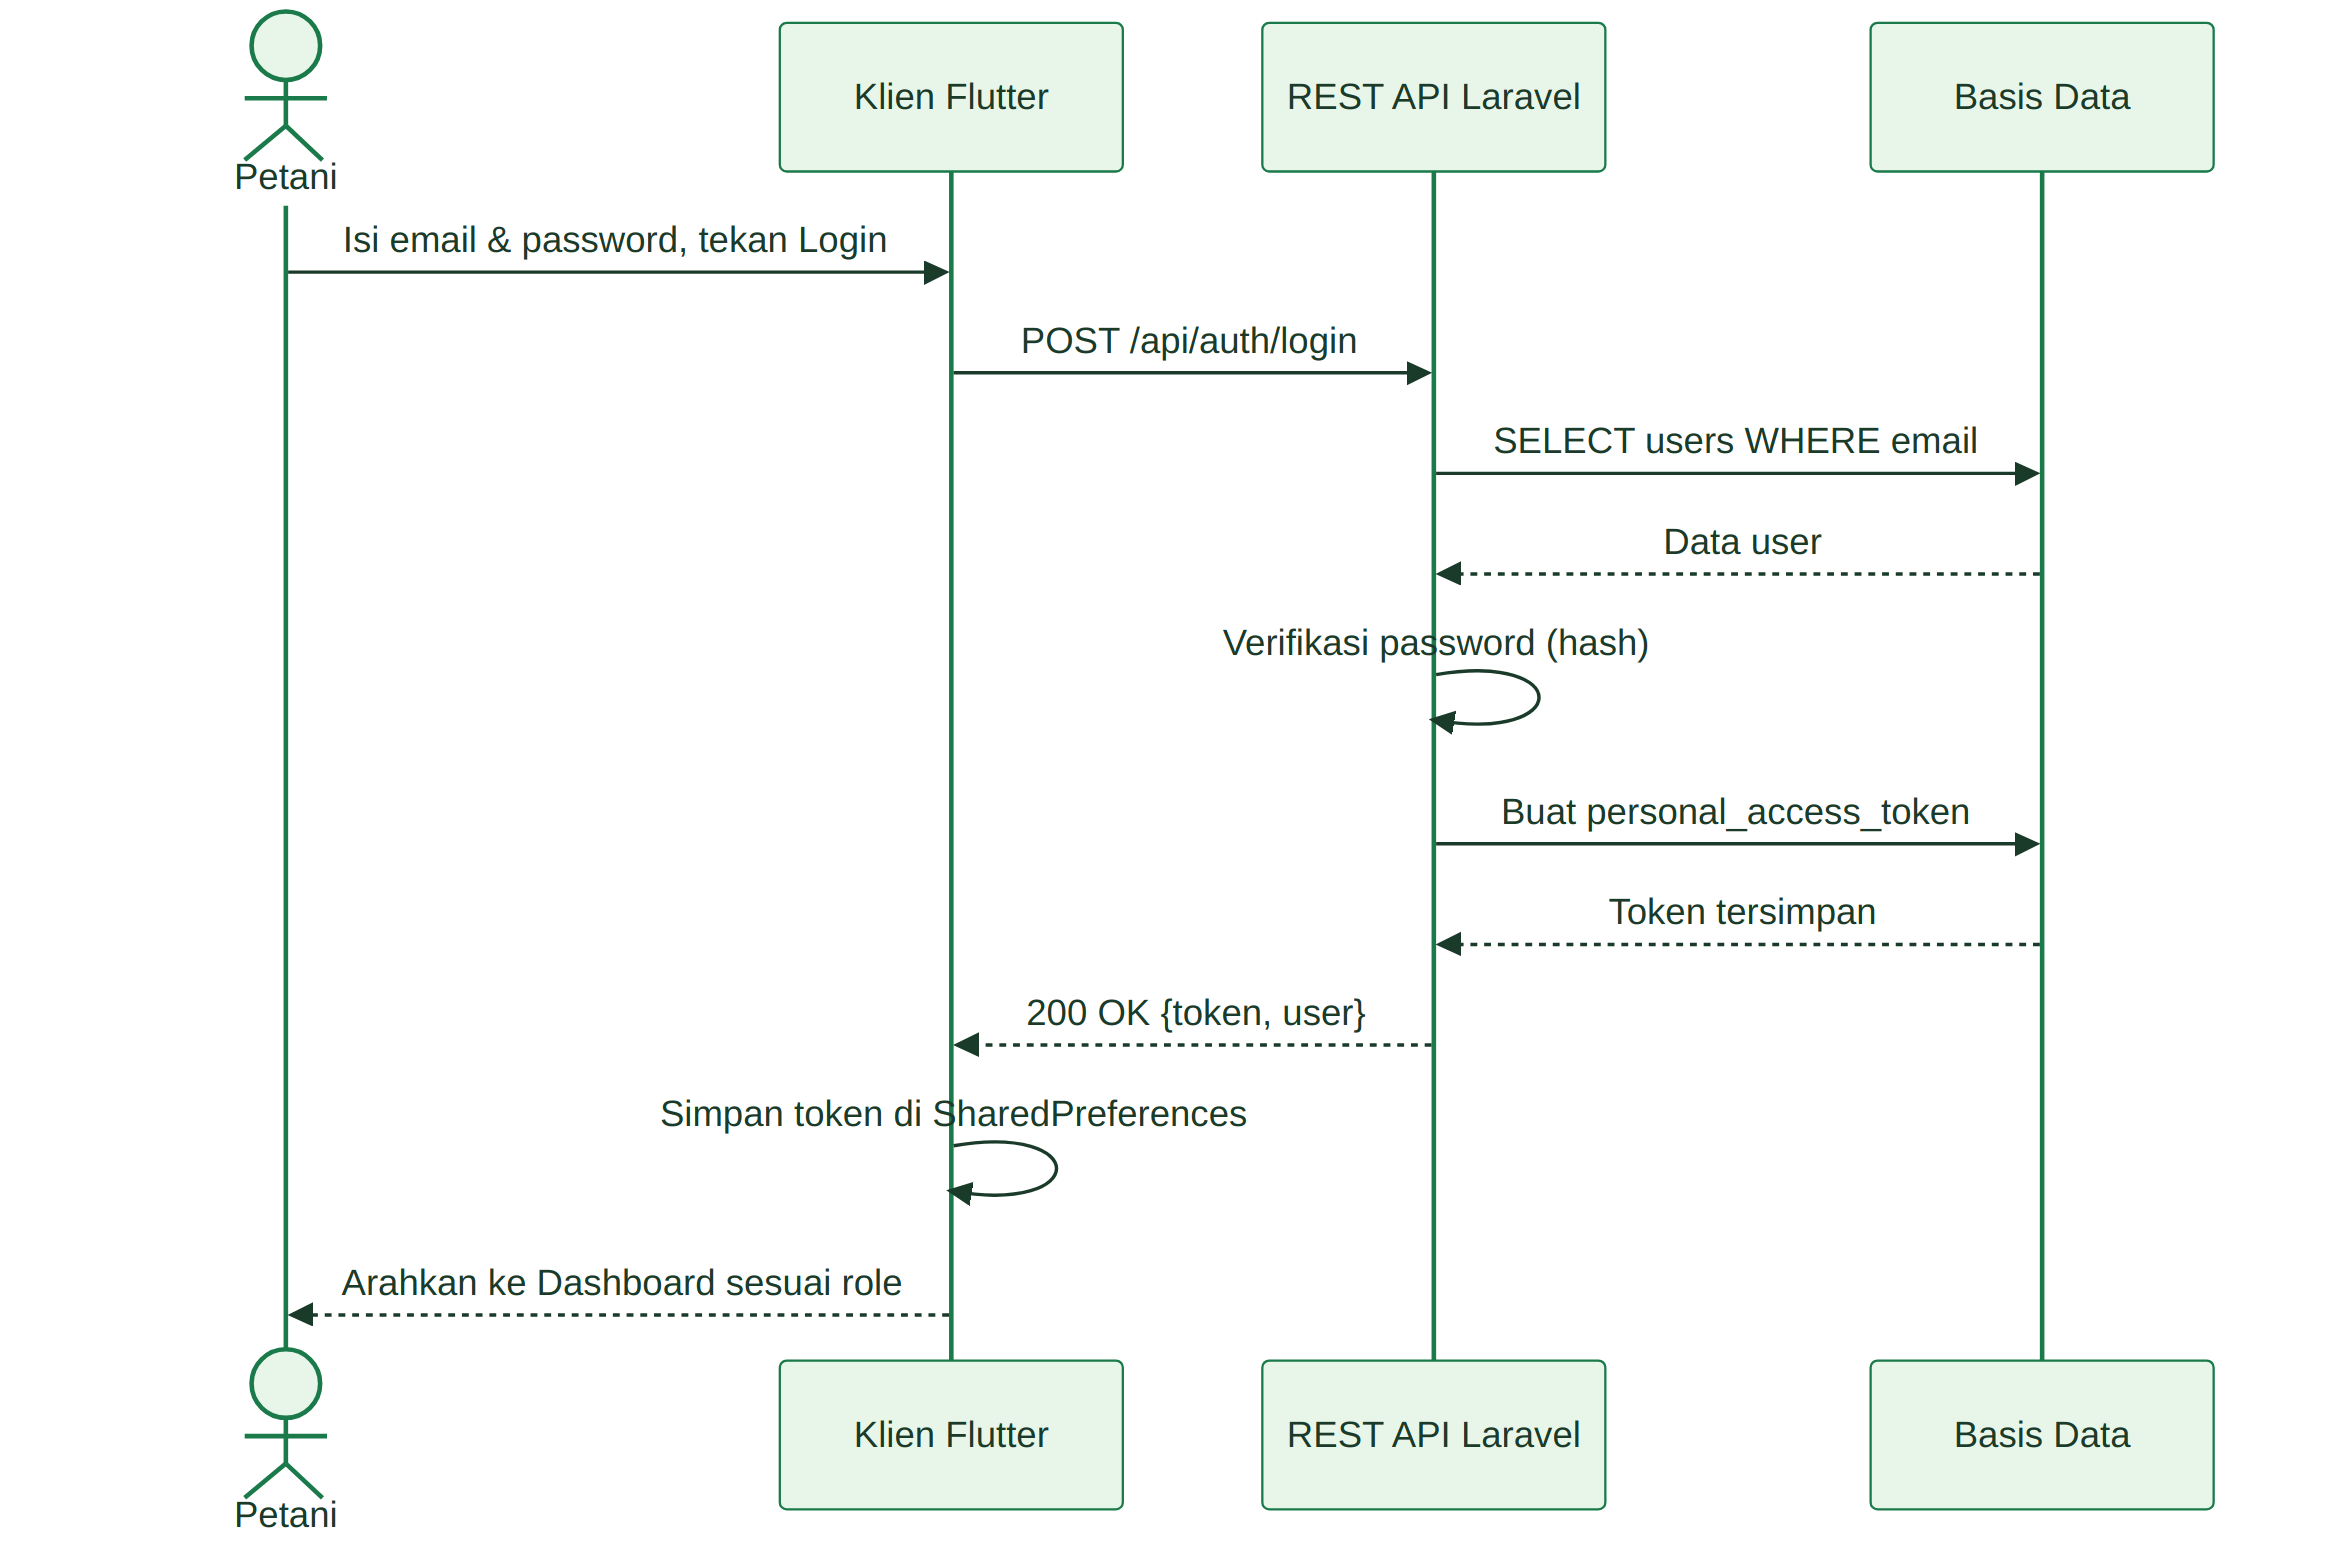 Petani
Klien Flutter
REST API Laravel
Basis Data
Isi email & password, tekan Login
POST /api/auth/login
SELECT users WHERE email
Data user
Verifikasi password (hash)
Buat personal_access_token
Token tersimpan
200 OK {token, user}
Simpan token di SharedPreferences
Arahkan ke Dashboard sesuai role
Petani
Klien Flutter
REST API Laravel
Basis Data